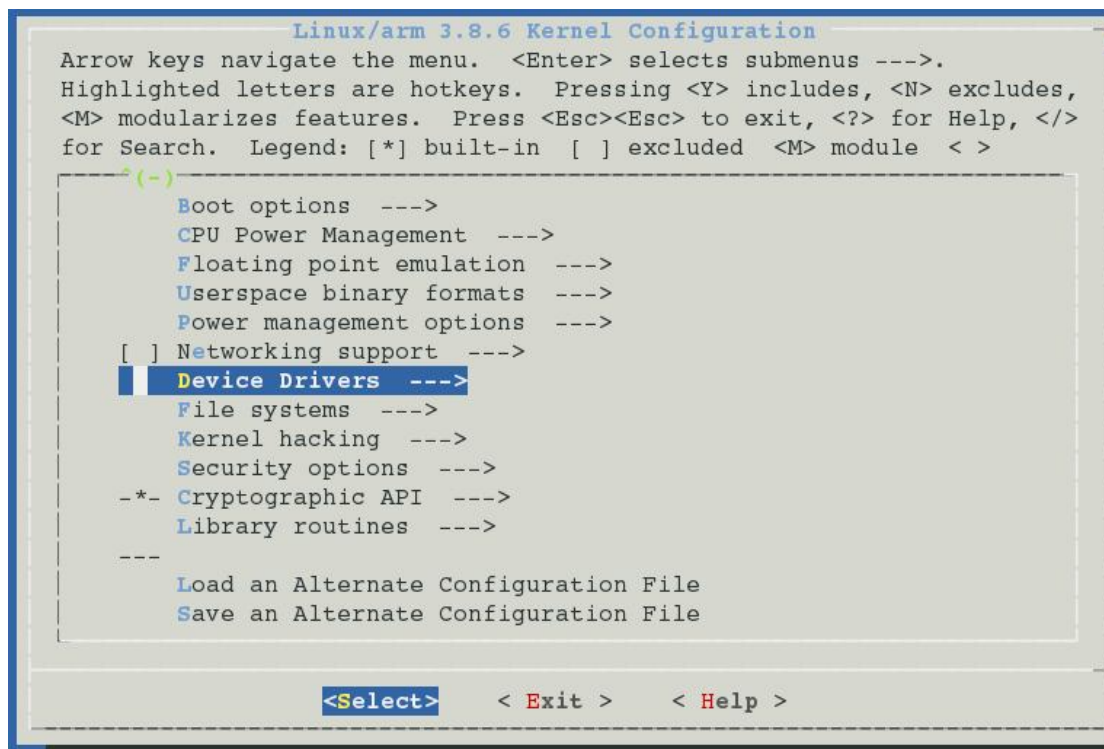 Linux/arm 3.8.6 Kernel Configuration
Arrow keys navigate the menu.  <Enter> selects submenus --->.
Highlighted letters are hotkeys.  Pressing <Y> includes, <N> excludes,
<M> modularizes features.  Press <Esc><Esc> to exit, <?> for Help, </>
for Search.  Legend: [*] built-in  [ ] excluded  <M> module  < >
^(-)
Boot options  --->
CPU Power Management  --->
Floating point emulation  --->
Userspace binary formats  --->
Power management options  --->
[ ] Networking support  --->
Device Drivers  --->
File systems  --->
Kernel hacking  --->
Security options  --->
-*- Cryptographic API  --->
Library routines  --->
---
Load an Alternate Configuration File
Save an Alternate Configuration File
<Select>    < Exit >    < Help >